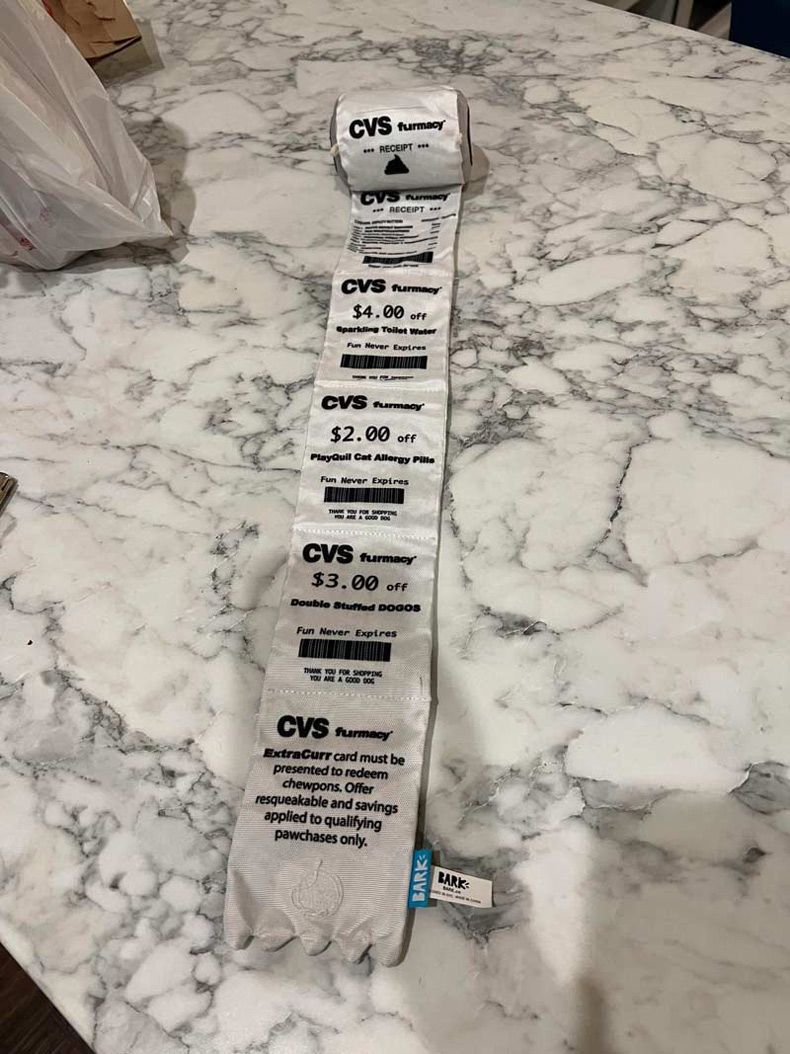 CVS furmacy
*** RECEIPT ***
CVS furmacy
*** RECEIPT ***
CVS furmacy
$4.00 off
Sparkling Toilet Water
Fun Never Expires
CVS furmacy
$2.00 off
PlayQuil Cat Allergy Pills
Fun Never Expires
THANK YOU FOR SHOPPING
YOU ARE A GOOD DOG
CVS furmacy
$3.00 off
Double Stuffed DOGOS
Fun Never Expires
THANK YOU FOR SHOPPING
YOU ARE A GOOD DOG
CVS furmacy
ExtraCurr card must be
presented to redeem
chewpons. Offer
resqueakable and savings
applied to qualifying
pawchases only.
BARK
BARK